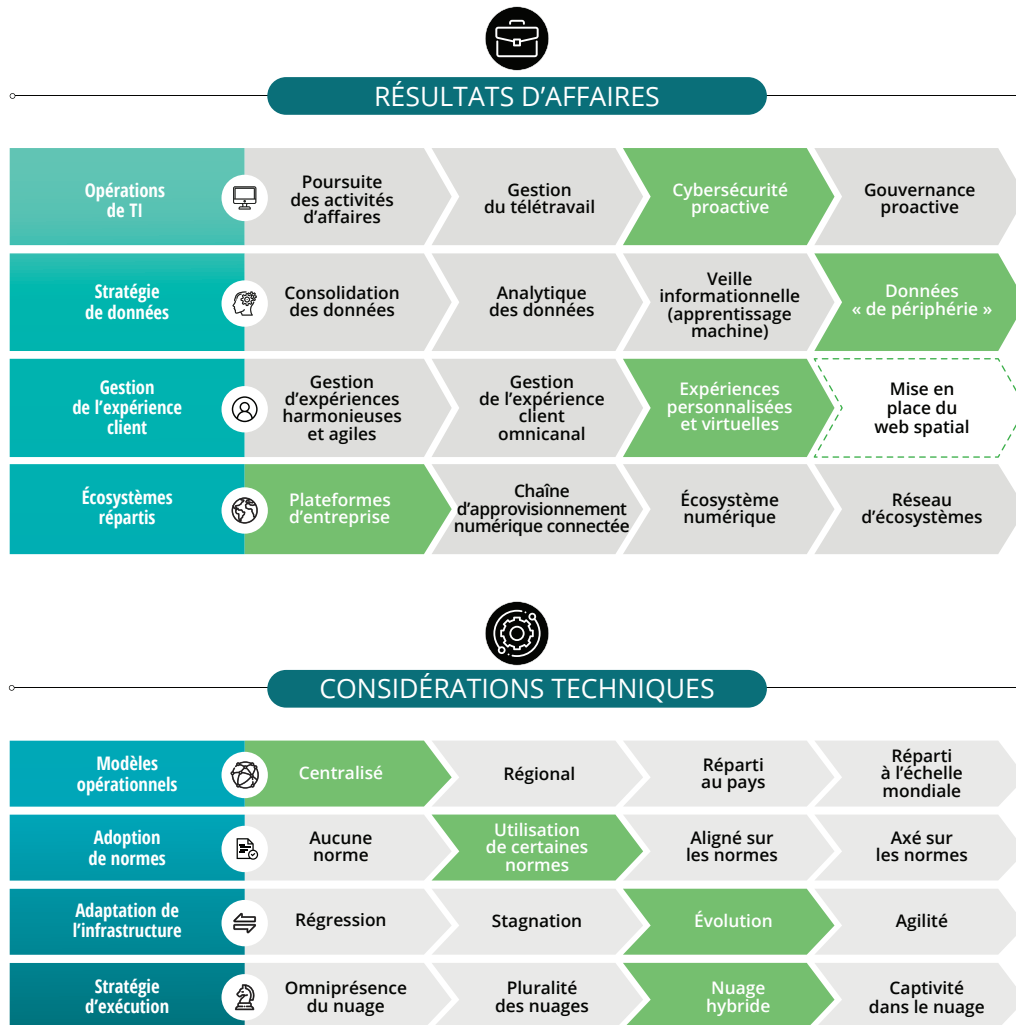 RÉSULTATS D’AFFAIRES
Opérations
de TI
Poursuite
des activités
d’affaires
Gestion
du télétravail
Cybersécurité
proactive
Gouvernance
proactive
Stratégie
de données
Consolidation
des données
Analytique
des données
Veille
informationnelle
(apprentissage
machine)
Données
« de périphérie »
Gestion
de l’expérience
client
Gestion
d’expériences
harmonieuses
et agiles
Gestion
de l’expérience
client
omnicanal
Expériences
personnalisées
et virtuelles
Mise en
place du
web spatial
Écosystèmes
répartis
Plateformes
d’entreprise
Chaîne
d’approvisionnement
numérique connectée
Écosystème
numérique
Réseau
d’écosystèmes
CONSIDÉRATIONS TECHNIQUES
Modèles
opérationnels
Centralisé
Régional
Réparti
au pays
Réparti
à l’échelle
mondiale
Adoption
de normes
Aucune
norme
Utilisation
de certaines
normes
Aligné sur
les normes
Axé sur
les normes
Adaptation de
l’infrastructure
Régression
Stagnation
Évolution
Agilité
Stratégie
d’exécution
Omniprésence
du nuage
Pluralité
des nuages
Nuage
hybride
Captivité
dans le nuage